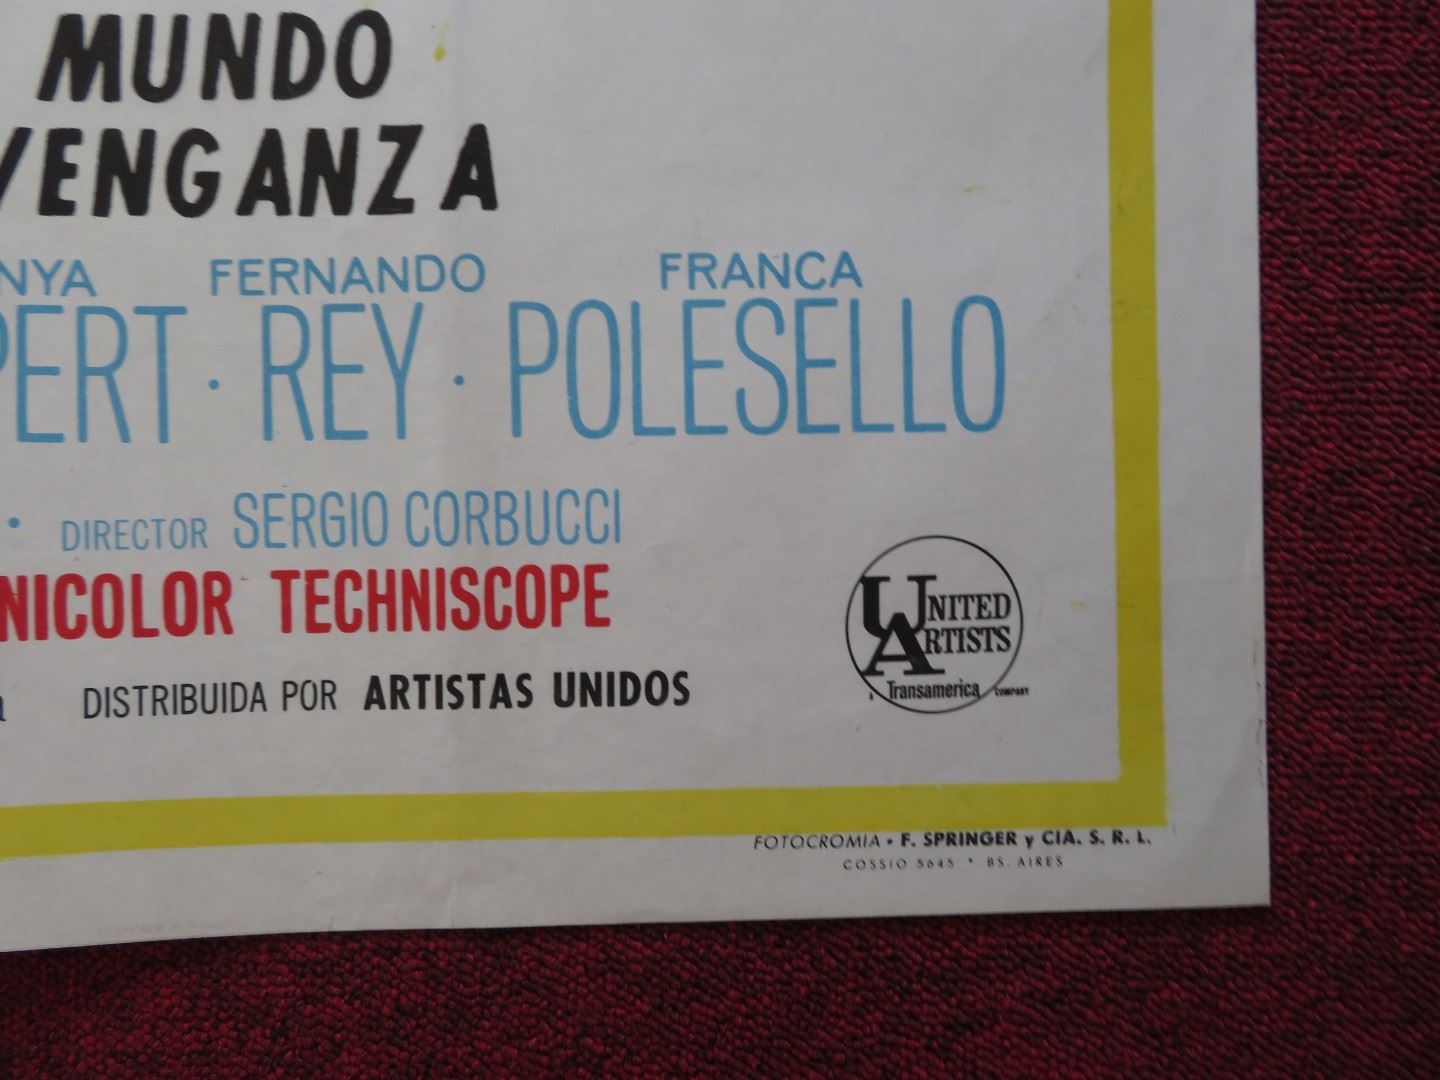 MUNDO
VENGANZA
NYA FERNANDO FRANCA
PERT · REY · POLESELLO
· DIRECTOR SERGIO CORBUCCI
NICOLOR TECHNISCOPE
a DISTRIBUIDA POR ARTISTAS UNIDOS
UNITED
ARTISTS
A Transamerica COMPANY
FOTOCROMIA • F. SPRINGER y CIA. S. R. L.
COSSIO 5645 * BS. AIRES